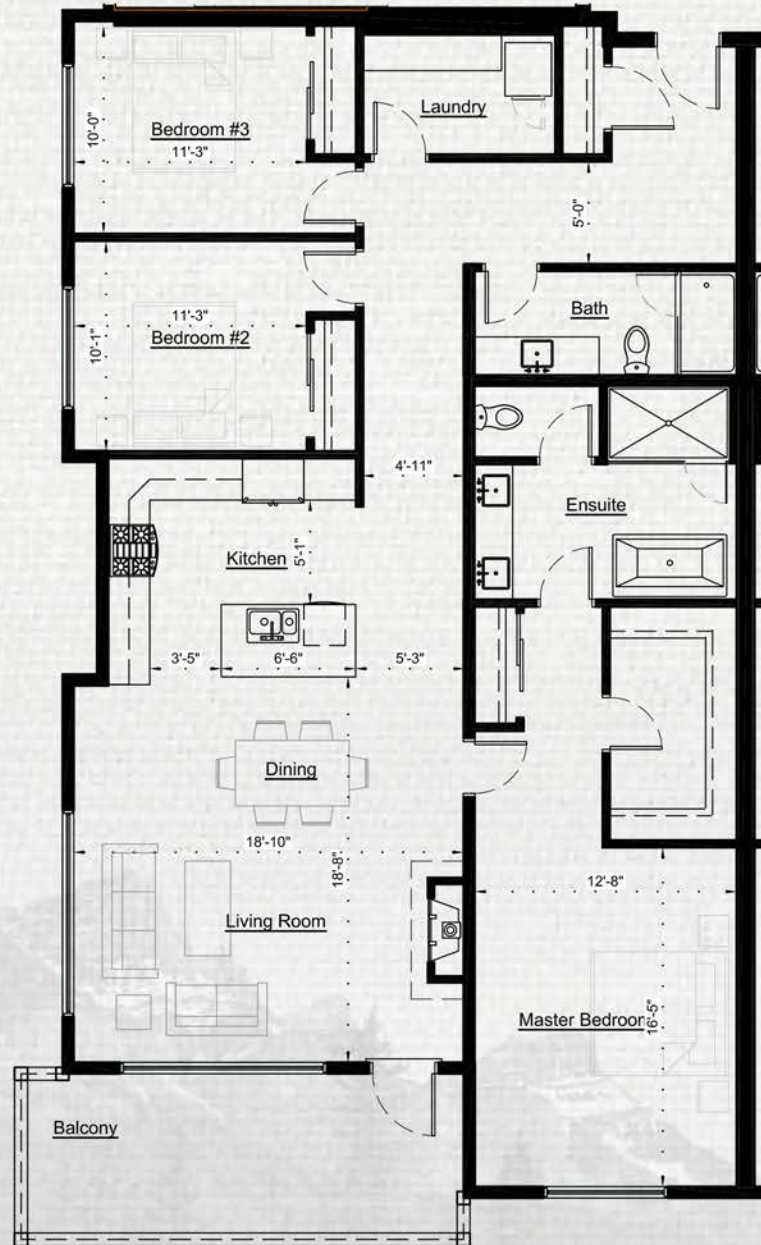 Bedroom #3
11'-3"
10'-0"
Laundry
5'-0"
11'-3"
Bedroom #2
10'-1"
Bath
4'-11"
Ensuite
Kitchen
5'-1"
3'-5"
6'-6"
5'-3"
Dining
18'-10"
18'-8"
12'-8"
Living Room
Master Bedroom
16'-5"
Balcony